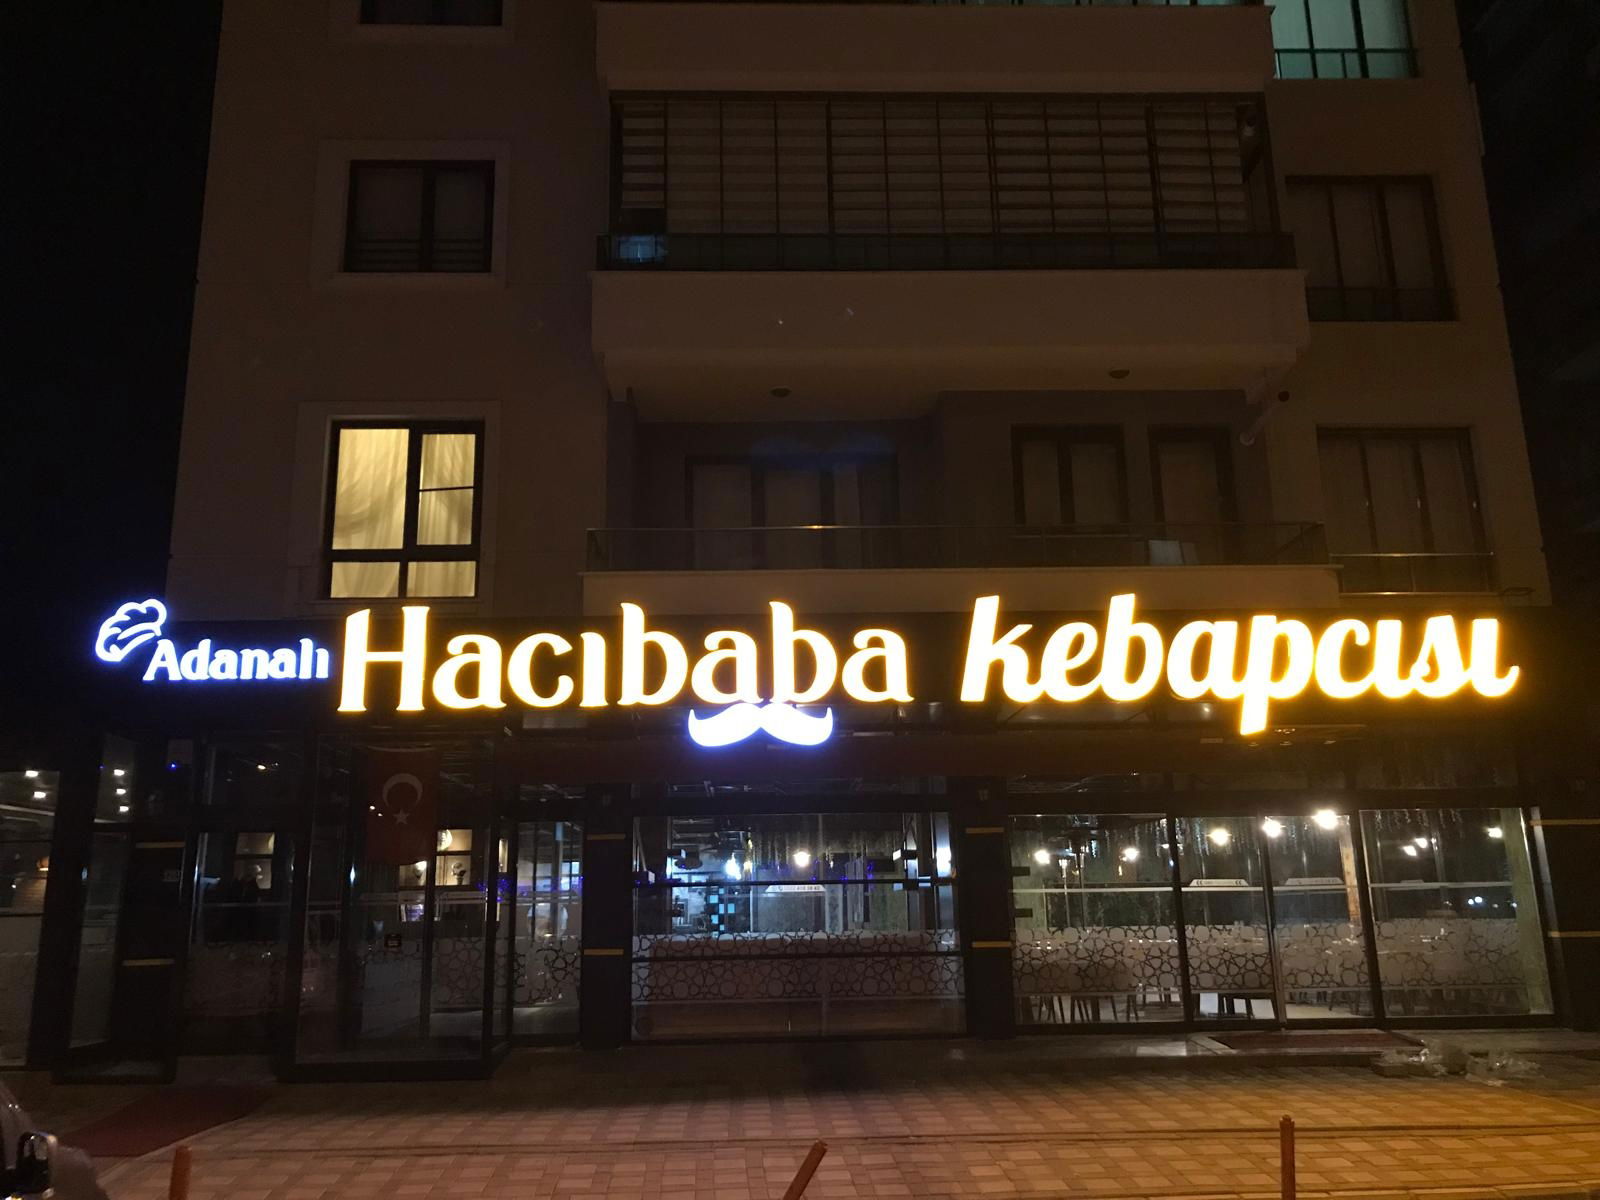 Adanalı Hacıbaba kebapcısı